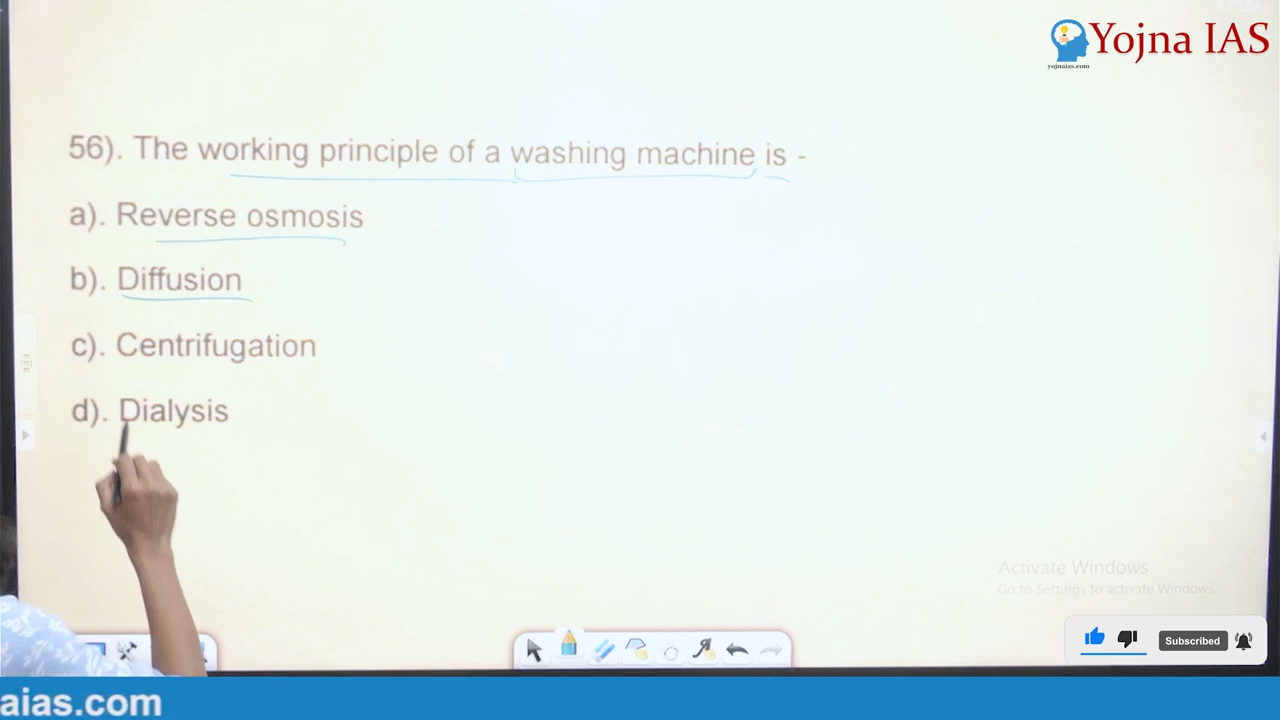 Yojna IAS
yojnaias.com
56). The working principle of a washing machine is -
a). Reverse osmosis
b). Diffusion
c). Centrifugation
d). Dialysis
Activate Windows
Go to Settings to activate Windows.
Subscribed
aias.com